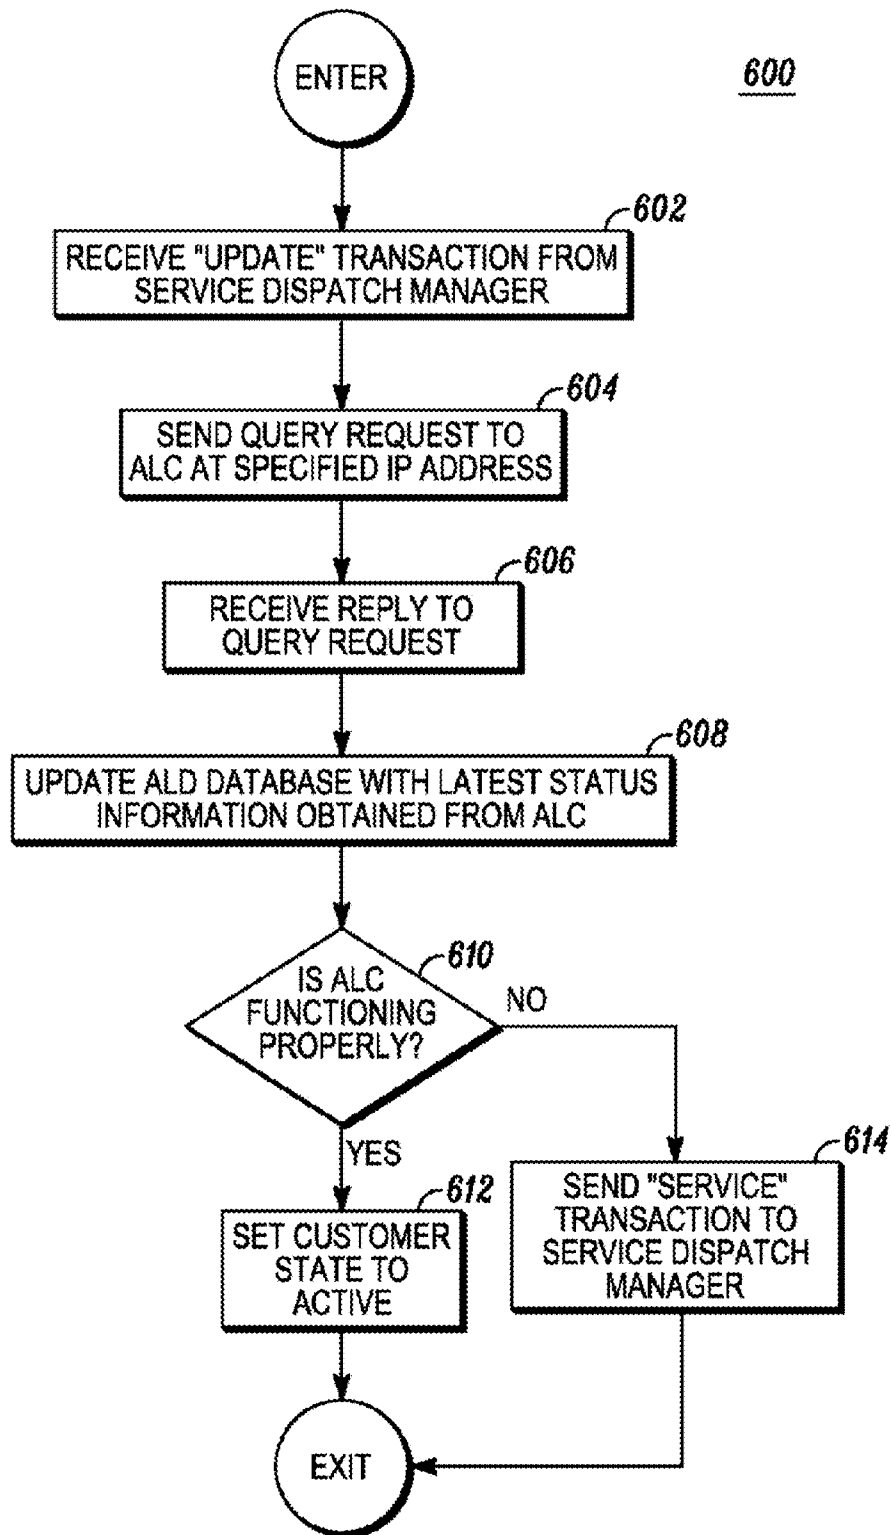 ENTER
600
602
RECEIVE "UPDATE" TRANSACTION FROM
SERVICE DISPATCH MANAGER
604
SEND QUERY REQUEST TO
ALC AT SPECIFIED IP ADDRESS
606
RECEIVE REPLY TO
QUERY REQUEST
608
UPDATE ALD DATABASE WITH LATEST STATUS
INFORMATION OBTAINED FROM ALC
610
IS ALC
FUNCTIONING
PROPERLY?
NO
YES
612
SET CUSTOMER
STATE TO
ACTIVE
614
SEND "SERVICE"
TRANSACTION TO
SERVICE DISPATCH
MANAGER
EXIT